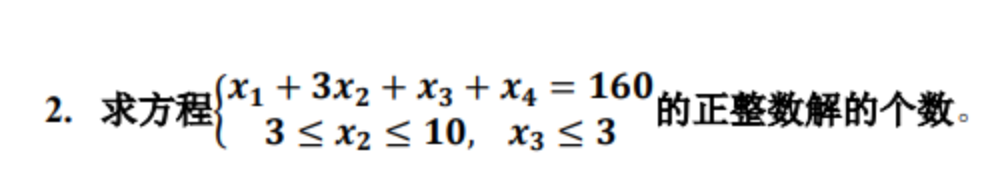 2. 求方程{x₁ + 3x₂ + x₃ + x₄ = 160
3 ≤ x₂ ≤ 10, x₃ ≤ 3 的正整数解的个数。